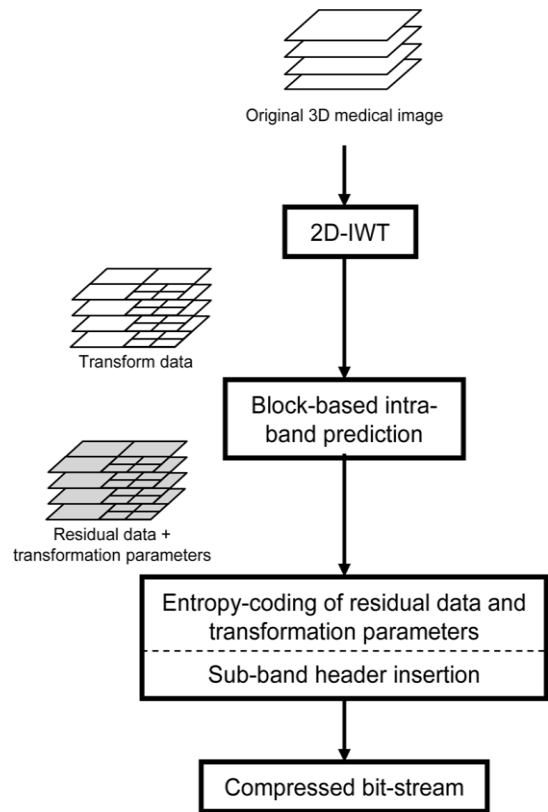 Original 3D medical image
2D-IWT
Transform data
Block-based intra-
band prediction
Residual data +
transformation parameters
Entropy-coding of residual data and
transformation parameters
Sub-band header insertion
Compressed bit-stream